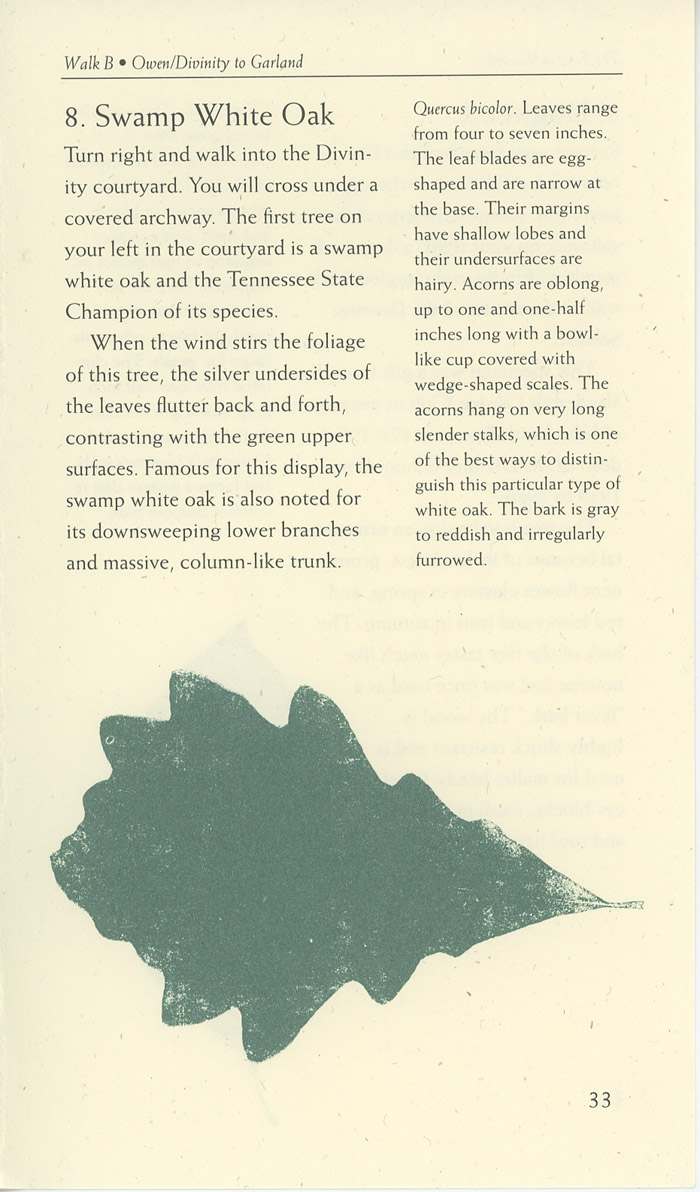 Walk B • Owen/Divinity to Garland
8. Swamp White Oak
Turn right and walk into the Divin-
ity courtyard. You will cross under a
covered archway. The first tree on
your left in the courtyard is a swamp
white oak and the Tennessee State
Champion of its species.
When the wind stirs the foliage
of this tree, the silver undersides of
the leaves flutter back and forth,
contrasting with the green upper
surfaces. Famous for this display, the
swamp white oak is also noted for
its downsweeping lower branches
and massive, column-like trunk.
Quercus bicolor. Leaves range
from four to seven inches.
The leaf blades are egg-
shaped and are narrow at
the base. Their margins
have shallow lobes and
their undersurfaces are
hairy. Acorns are oblong,
up to one and one-half
inches long with a bowl-
like cup covered with
wedge-shaped scales. The
acorns hang on very long
slender stalks, which is one
of the best ways to distin-
guish this particular type of
white oak. The bark is gray
to reddish and irregularly
furrowed.
33